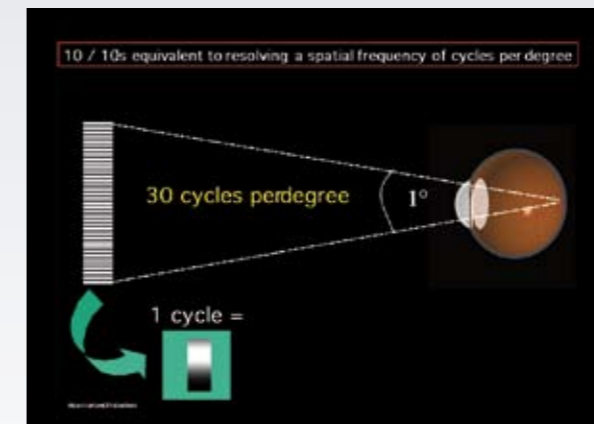 10 / 10s equivalent to resolving a spatial frequency of cycles per degree
30 cycles perdegree
1°
1 cycle =